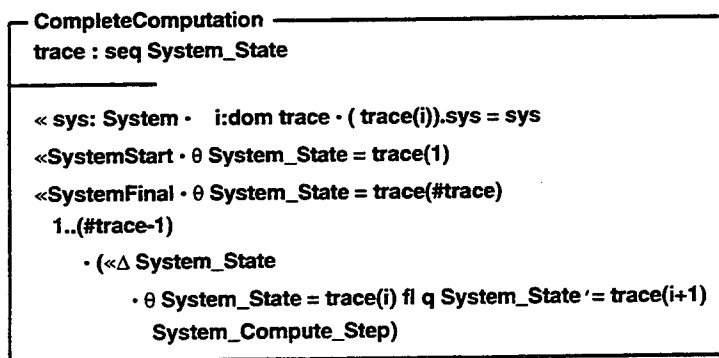 CompleteComputation
trace : seq System_State
« sys: System • i:dom trace • ( trace(i)).sys = sys
«SystemStart • θ System_State = trace(1)
«SystemFinal • θ System_State = trace(#trace)
1..(#trace-1)
• («Δ System_State
• θ System_State = trace(i) fl q System_State ′= trace(i+1)
System_Compute_Step)